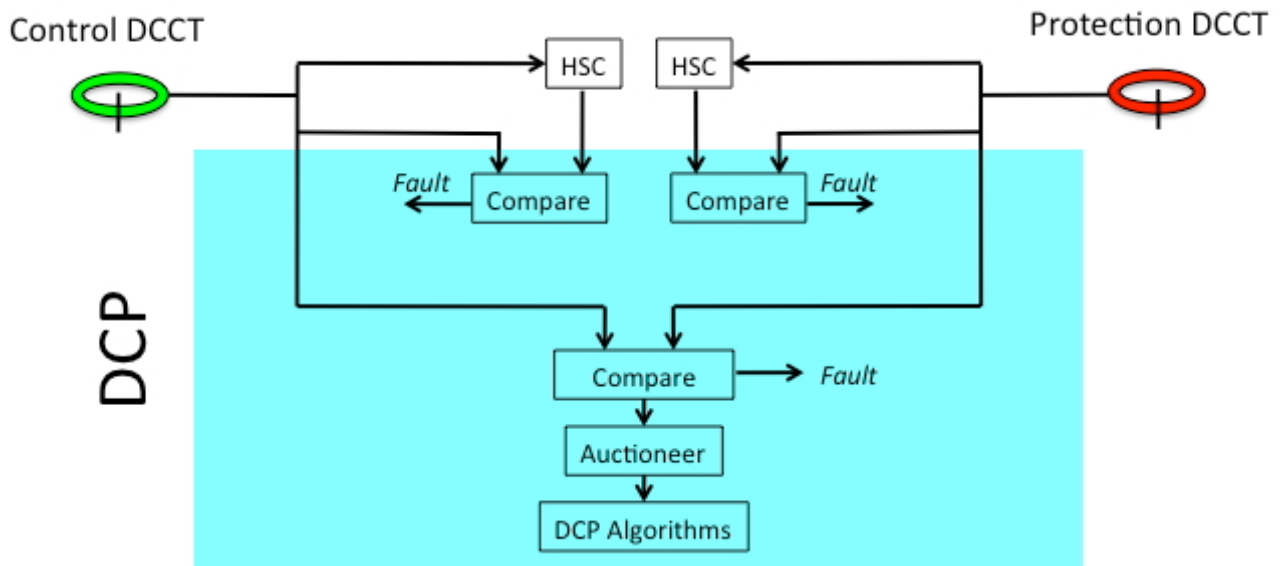 Control DCCT
Protection DCCT
HSC
HSC
Fault
Compare
Compare
Fault
DCP
Compare
Fault
Auctioneer
DCP Algorithms